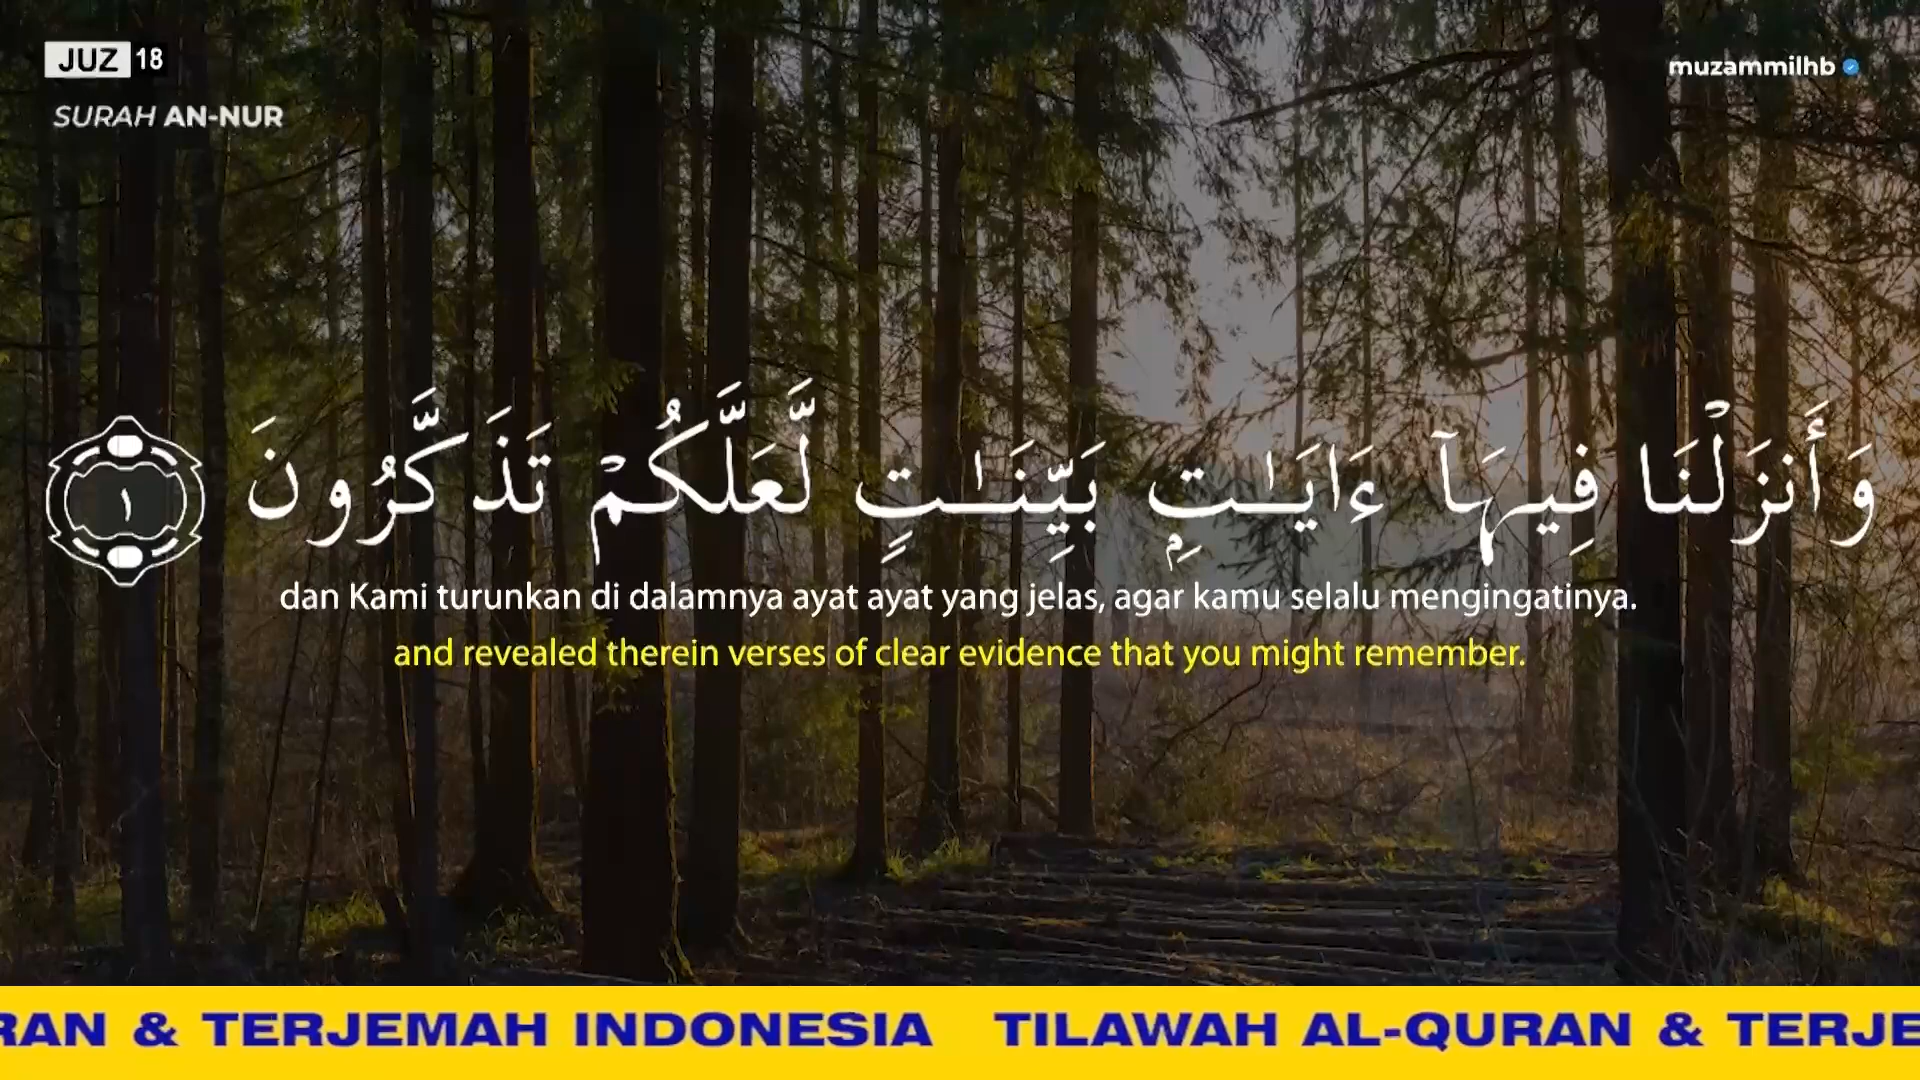 JUZ 18
muzammilhb
SURAH AN-NUR
وَأَنزَلْنَا فِيهَآ ءَايَـٰتٍۭ بَيِّنَـٰتٍ لَّعَلَّكُمْ تَذَكَّرُونَ ١
dan Kami turunkan di dalamnya ayat ayat yang jelas, agar kamu selalu mengingatinya.
and revealed therein verses of clear evidence that you might remember.
RAN & TERJEMAH INDONESIA TILAWAH AL-QURAN & TERJE